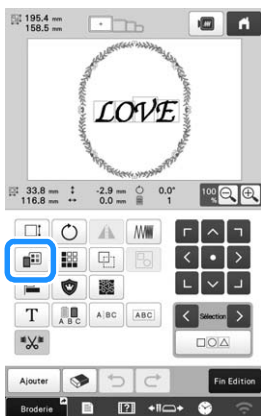 195.4 mm
158.5 mm
LOVE
33.8 mm -2.9 mm 0.0°
116.8 mm 0.0 mm 1
100 %
T A B C A BC ABC
Sélection
Ajouter
Fin Edition
Broderie